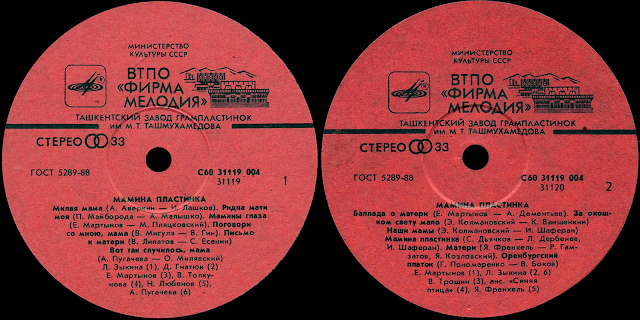 МИНИСТЕРСТВО
КУЛЬТУРЫ СССР
ВТПО
«ФИРМА
МЕЛОДИЯ»
ТАШКЕНТСКИЙ ЗАВОД ГРАМПЛАСТИНОК
ИМ М. Т. ТАШМУХАМЕДОВА
СТЕРЕО 33
ГОСТ 5289-88
С60 31119 004
31119
1
МАМИНА ПЛАСТИНКА
Милая мама (А. Аверкин — И. Лашков). Ридна мати
моя (П. Майборода — А. Малышко). Мамины глаза
(Е. Мартынов — М. Пляцковский). Поговори
со мною, мама (В. Мигуля — В. Гин). Письмо
к матери (В. Липатов — С. Есенин)
Вот так случилось, мама
(А. Пугачева — О. Милявский)
Л. Зыкина (1), Д. Гнатюк (2)
Е. Мартынов (3), В. Толку-
нова (4), Н. Любенов (5),
А. Пугачева (6)
МИНИСТЕРСТВО
КУЛЬТУРЫ СССР
ВТПО
«ФИРМА
МЕЛОДИЯ»
ТАШКЕНТСКИЙ ЗАВОД ГРАМПЛАСТИНОК
ИМ М. Т. ТАШМУХАМЕДОВА
СТЕРЕО 33
ГОСТ 5289-88
С60 31119 004
31120
2
МАМИНА ПЛАСТИНКА
Баллада о матери (Е. Мартынов — А. Дементьев). За окош-
ком свету мало (Э. Колмановский — К. Ваншенкин)
Наши мамы (Э. Колмановский — И. Шаферан)
Мамина пластинка (С. Дьячков — Л. Дербенев,
И. Шаферан). Матери (Я. Френкель — Р. Гам-
затов, Я. Козловский). Оренбургский
платок (Г. Пономаренко — В. Боков)
Е. Мартынов (1), Л. Зыкина (2, 6)
В. Трошин (3), анс. «Синяя
птица» (4), Я. Френкель (5)